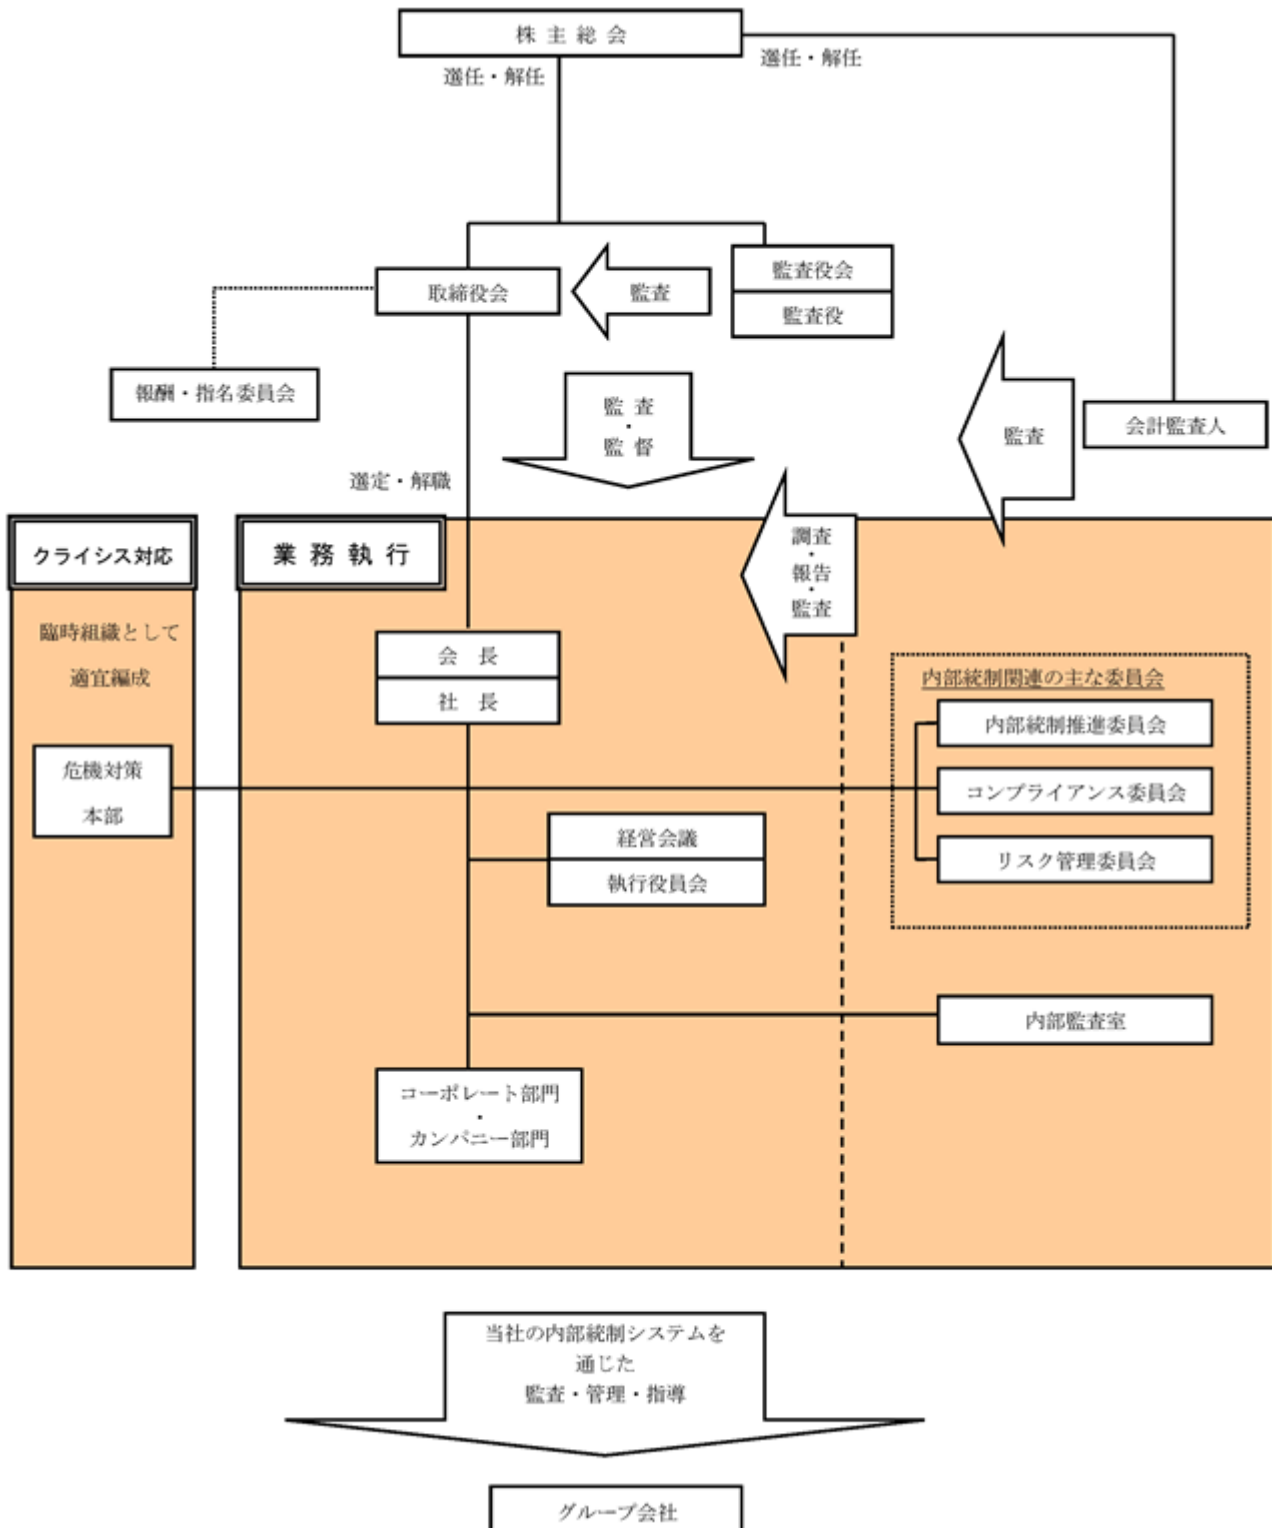 株主総会
選任・解任
選任・解任
取締役会
監査
監査役会
監査役
報酬・指名委員会
監査
・
監督
監査
会計監査人
選定・解職
クライシス対応
業務執行
調査
・
報告
・
監査
臨時組織として
適宜編成
会長
社長
内部統制関連の主な委員会
内部統制推進委員会
危機対策
本部
コンプライアンス委員会
経営会議
執行役員会
リスク管理委員会
内部監査室
コーポレート部門
・
カンパニー部門
当社の内部統制システムを
通じた
監査・管理・指導
グループ会社